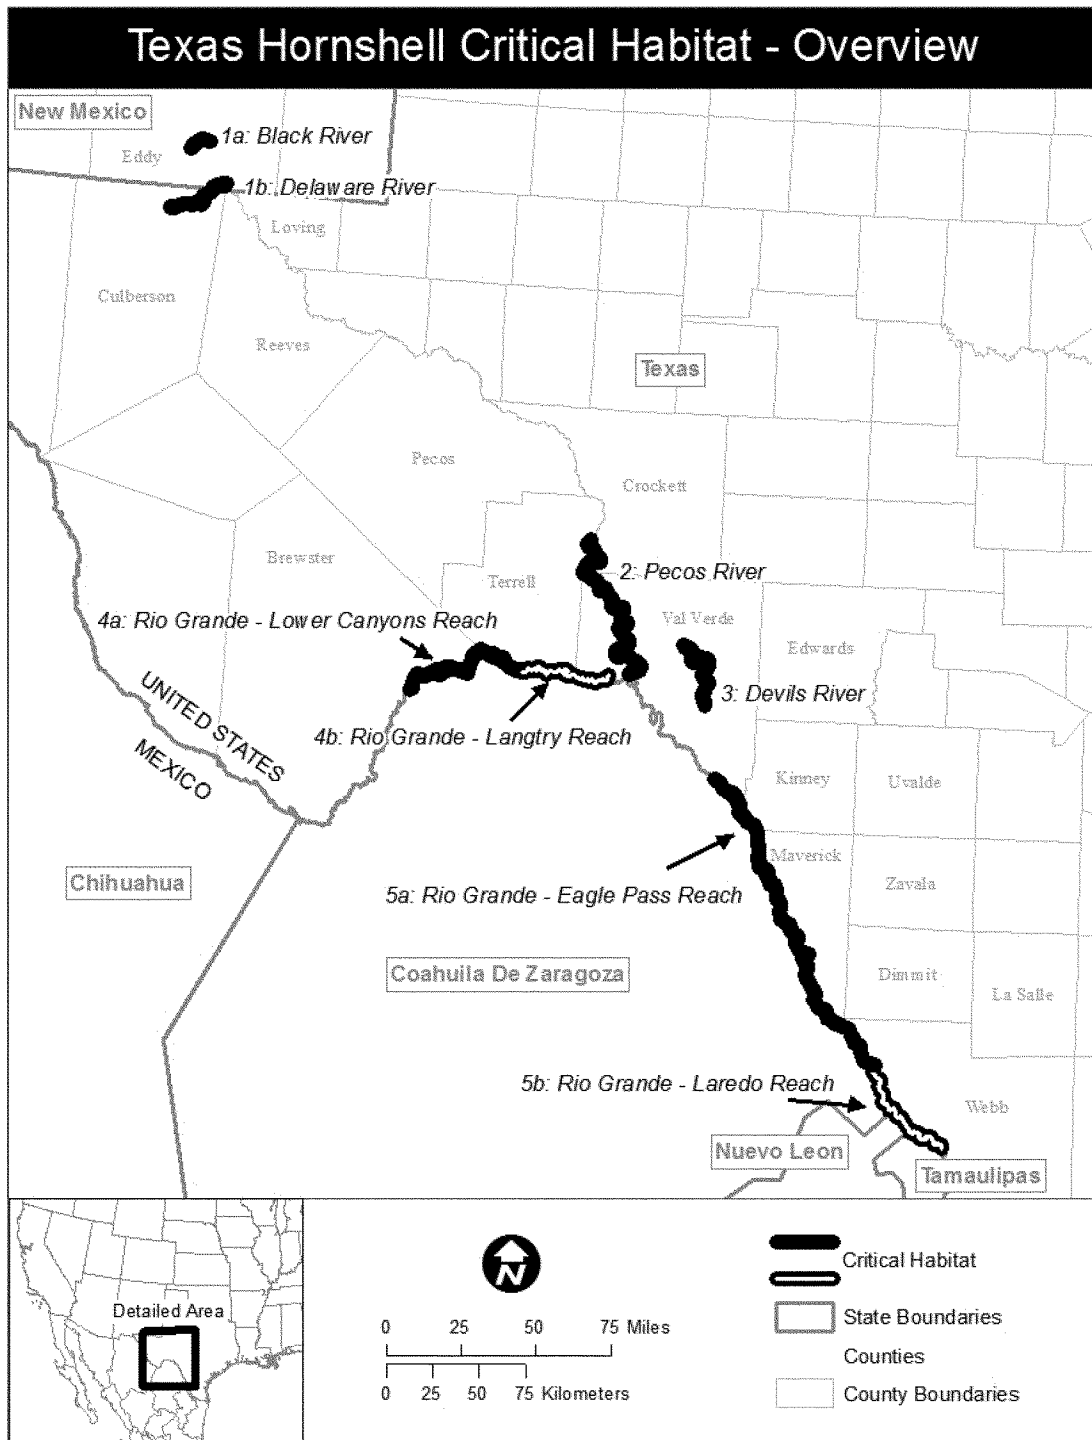 Texas Hornshell Critical Habitat - Overview
New Mexico
1a: Black River
Eddy
1b: Delaware River
Loving
Culberson
Reeves
Texas
Pecos
Crockett
Brewster
Terrell
2: Pecos River
4a: Rio Grande - Lower Canyons Reach
Val Verde
Edwards
3: Devils River
UNITED STATES
MEXICO
4b: Rio Grande - Langtry Reach
Kinney
Uvalde
Maverick
Chihuahua
Zavala
5a: Rio Grande - Eagle Pass Reach
Coahuila De Zaragoza
Dimmit
La Salle
5b: Rio Grande - Laredo Reach
Webb
Nuevo Leon
Tamaulipas
Detailed Area
N
0 25 50 75 Miles
0 25 50 75 Kilometers
Critical Habitat
State Boundaries
Counties
County Boundaries